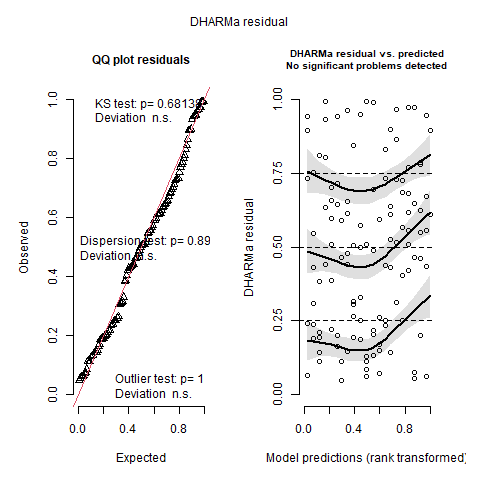 DHARMa residual
QQ plot residuals
KS test: p= 0.68138
Deviation n.s.
Dispersion test: p= 0.89
Deviation n.s.
Outlier test: p= 1
Deviation n.s.
Observed
0.0
0.2
0.4
0.6
0.8
1.0
0.0
0.4
0.8
Expected
DHARMa residual vs. predicted
No significant problems detected
DHARMa residual
0.00
0.25
0.50
0.75
1.00
0.0
0.4
0.8
Model predictions (rank transformed)